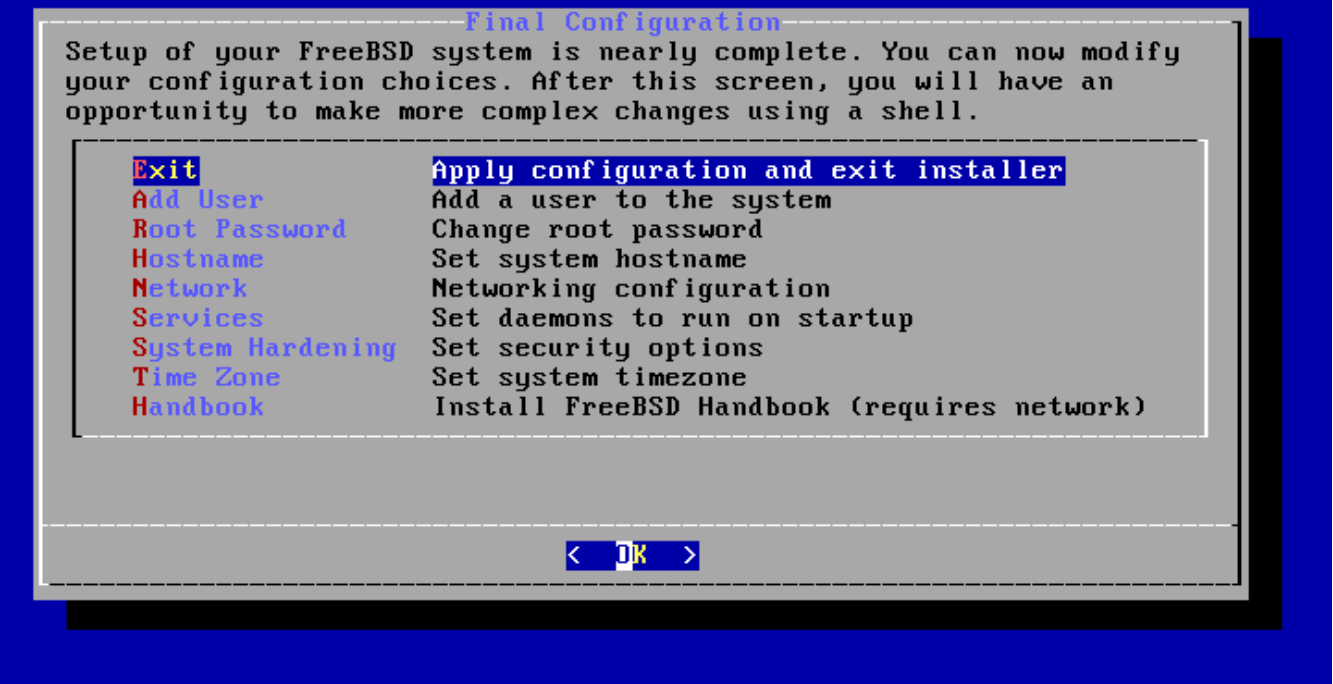 Final Configuration
Setup of your FreeBSD system is nearly complete. You can now modify
your configuration choices. After this screen, you will have an
opportunity to make more complex changes using a shell.
Exit Apply configuration and exit installer
Add User Add a user to the system
Root Password Change root password
Hostname Set system hostname
Network Networking configuration
Services Set daemons to run on startup
System Hardening Set security options
Time Zone Set system timezone
Handbook Install FreeBSD Handbook (requires network)
< OK >